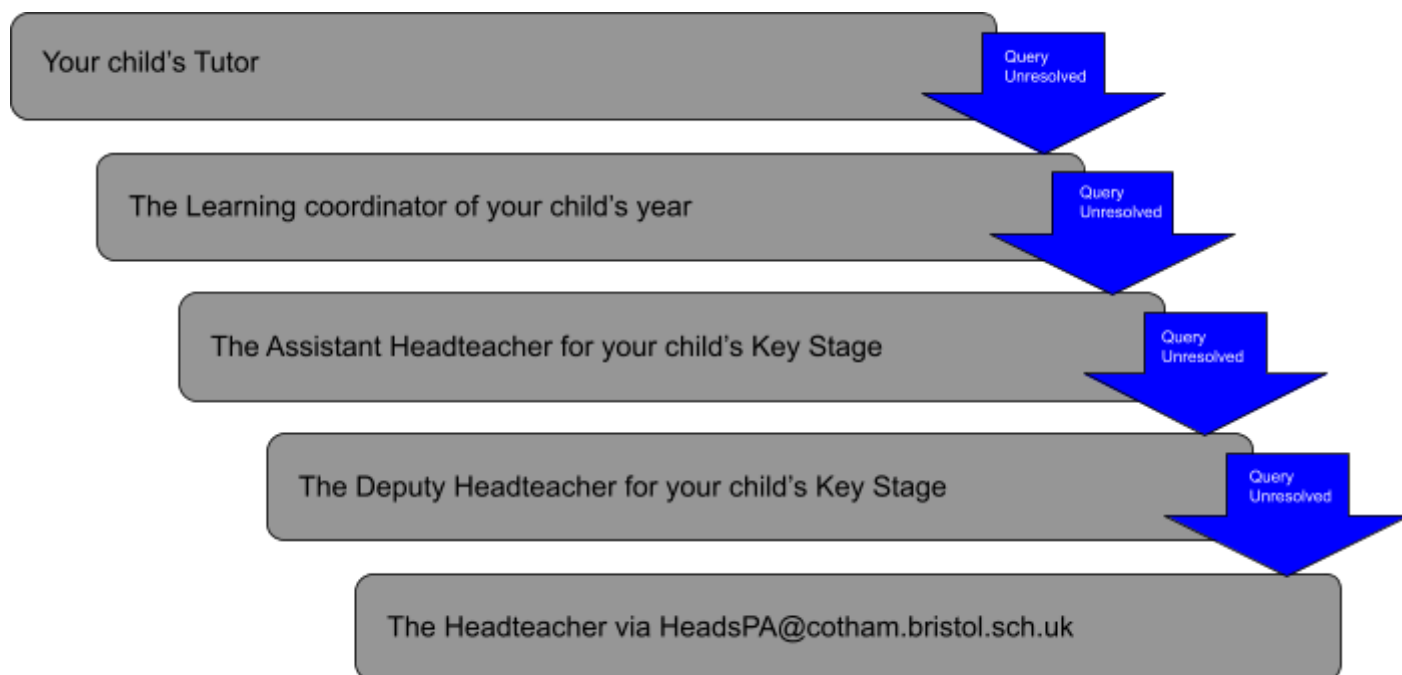 Your child’s Tutor
Query
Unresolved
The Learning coordinator of your child’s year
Query
Unresolved
The Assistant Headteacher for your child’s Key Stage
Query
Unresolved
The Deputy Headteacher for your child’s Key Stage
Query
Unresolved
The Headteacher via HeadsPA@cotham.bristol.sch.uk